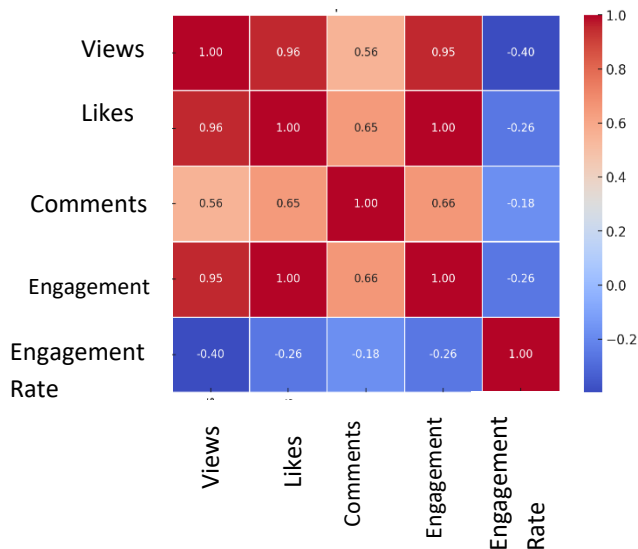 Views 1.00 0.96 0.56 0.95 -0.40
Likes 0.96 1.00 0.65 1.00 -0.26
Comments 0.56 0.65 1.00 0.66 -0.18
Engagement 0.95 1.00 0.66 1.00 -0.26
Engagement
Rate
-0.40 -0.26 -0.18 -0.26 1.00
1.0
0.8
0.6
0.4
0.2
0.0
−0.2
Views
Likes
Comments
Engagement
Engagement
Rate